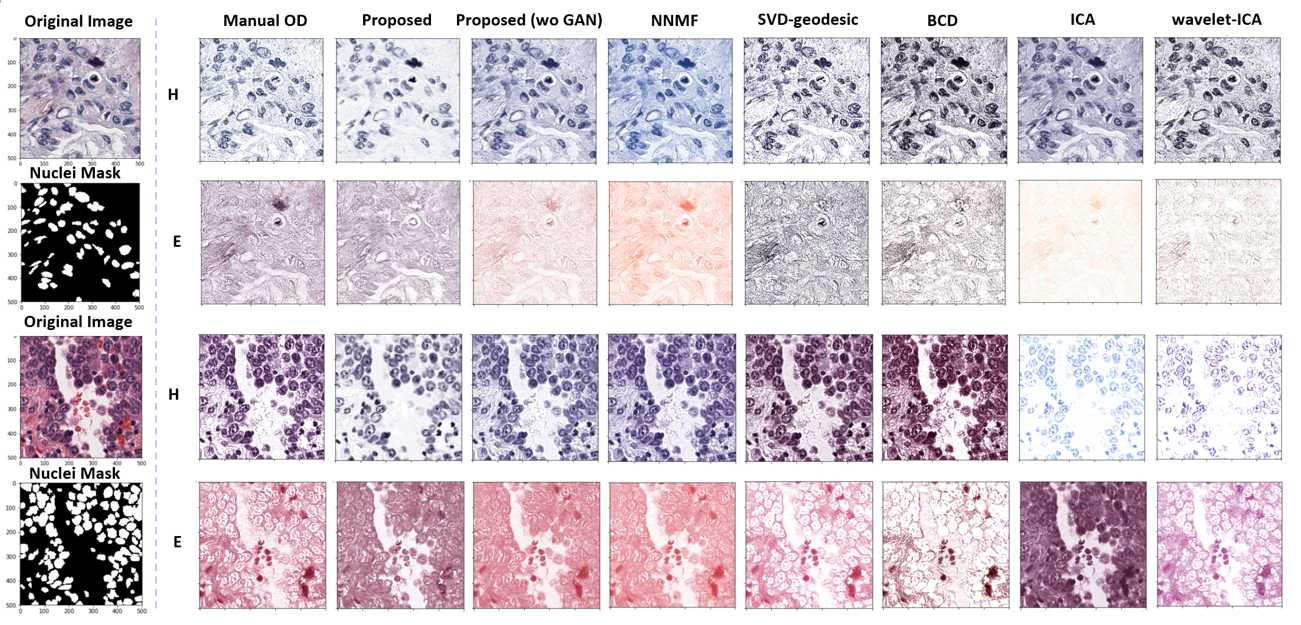 Original Image
Manual OD
Proposed
Proposed (wo GAN)
NNMF
SVD-geodesic
BCD
ICA
wavelet-ICA
0
100
200
300
400
500
0 100 200 300 400 500
H
Nuclei Mask
0
100
200
300
400
500
0 100 200 300 400 500
E
Original Image
0
100
200
300
400
500
0 100 200 300 400 500
H
Nuclei Mask
0
100
200
300
400
500
0 100 200 300 400 500
E